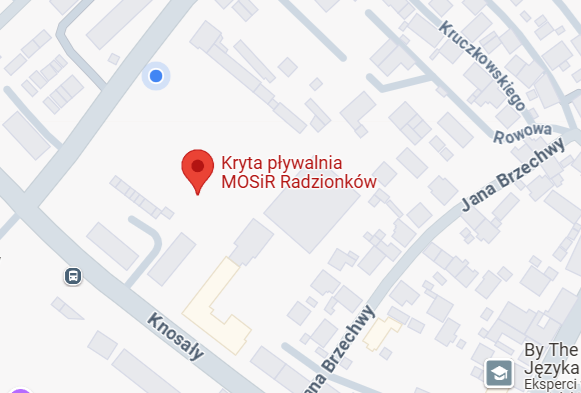 Kruczkowskiego
Rowowa
Kryta pływalnia
MOSiR Radzionków
Jana Brzechwy
Knosały
Jana Brzechwy
By The
Języka
Eksperci